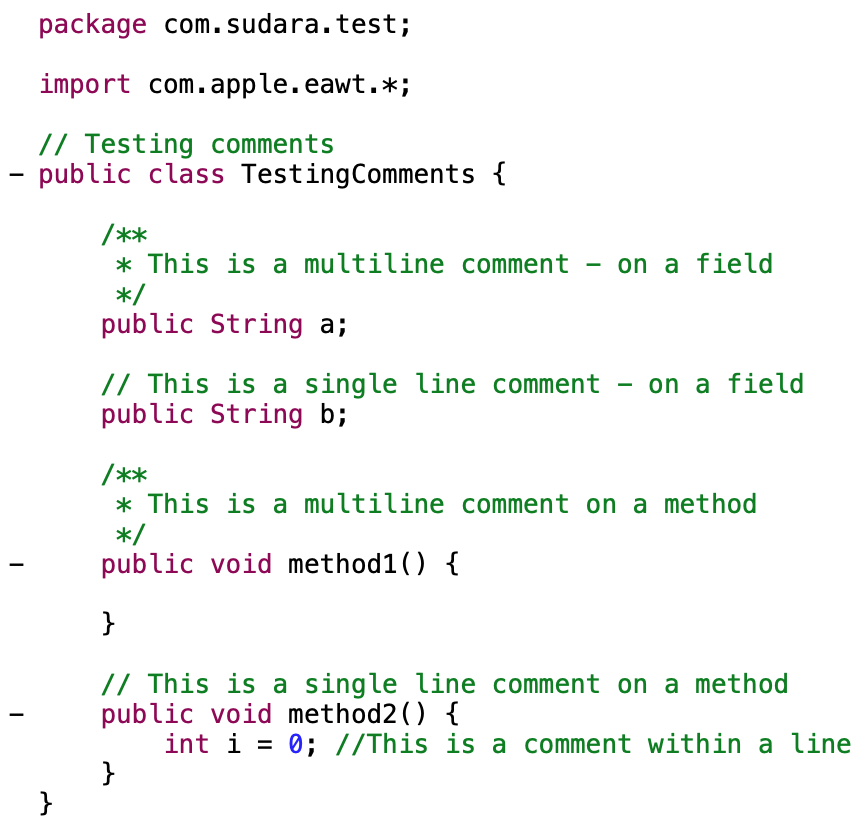 package com.sudara.test;

import com.apple.eawt.*;

// Testing comments
− public class TestingComments {

    /**
     * This is a multiline comment − on a field
     */
    public String a;

    // This is a single line comment − on a field
    public String b;

    /**
     * This is a multiline comment on a method
     */
−     public void method1() {

    }

    // This is a single line comment on a method
−     public void method2() {
        int i = 0; //This is a comment within a line
    }
}